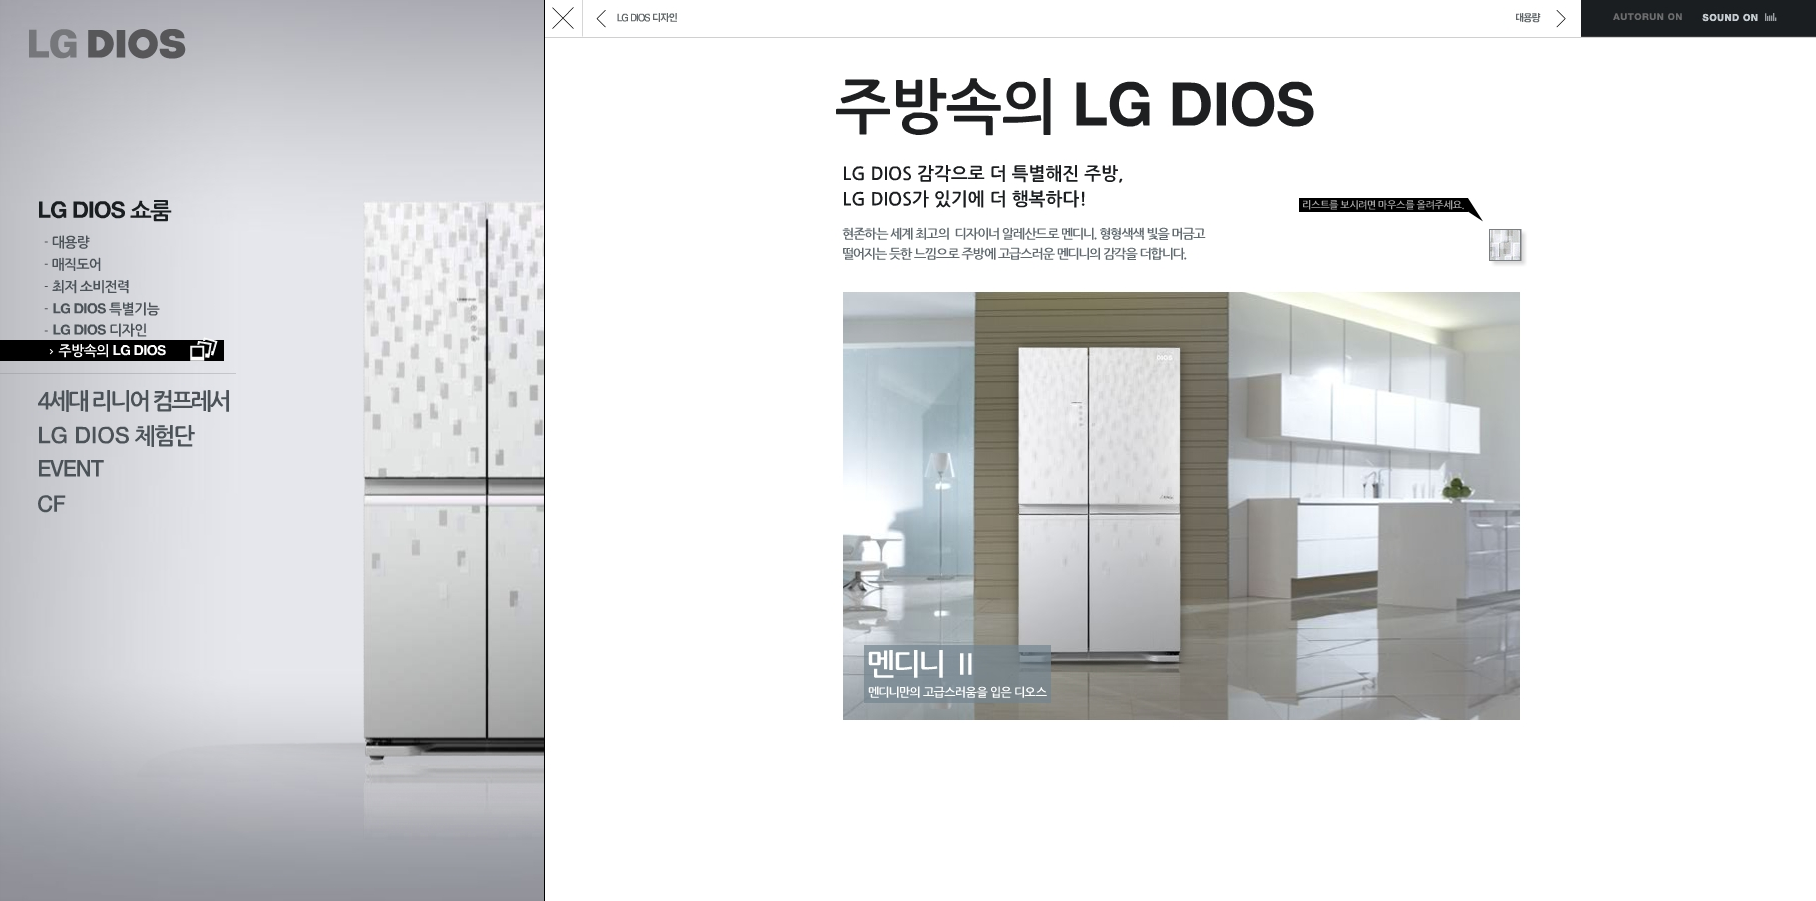 LG DIOS
LG DIOS 쇼룸
- 대용량
- 매직도어
- 최저 소비전력
- LG DIOS 특별기능
- LG DIOS 디자인
› 주방속의 LG DIOS
4세대 리니어 컴프레서
LG DIOS 체험단
EVENT
CF
LG DIOS 디자인
대용량
AUTORUN ON
SOUND ON
주방속의 LG DIOS
LG DIOS 감각으로 더 특별해진 주방,
LG DIOS가 있기에 더 행복하다!
현존하는 세계 최고의 디자이너 알레산드로 멘디니. 형형색색 빛을 머금고
떨어지는 듯한 느낌으로 주방에 고급스러운 멘디니의 감각을 더합니다.
리스트를 보시려면 마우스를 올려주세요.
DIOS
멘디니 II
멘디니만의 고급스러움을 입은 디오스